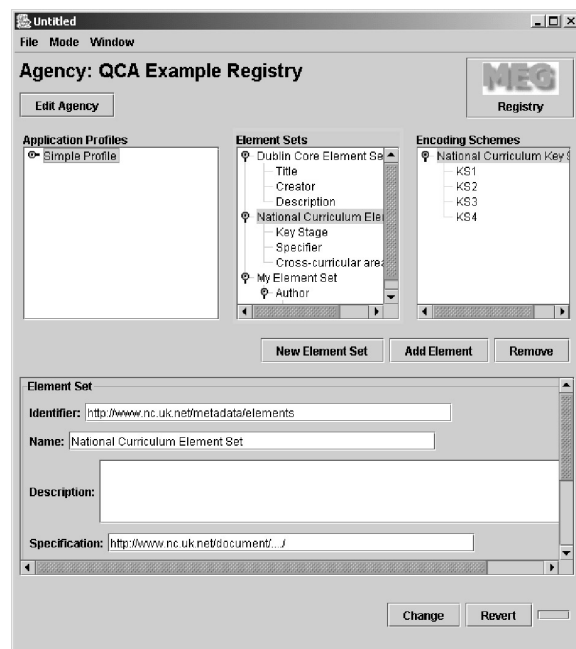 Untitled
File Mode Window
Agency: QCA Example Registry
MEG
Edit Agency
Registry
Application Profiles
Simple Profile
Element Sets
Dublin Core Element Se
Title
Creator
Description
National Curriculum Elei
Key Stage
Specifier
Cross-curricular area
My Element Set
Author
Encoding Schemes
National Curriculum Key S
KS1
KS2
KS3
KS4
New Element Set Add Element Remove
Element Set
Identifier: http://www.nc.uk.net/metadata/elements
Name: National Curriculum Element Set
Description:
Specification: http://www.nc.uk.net/document/..../
Change Revert